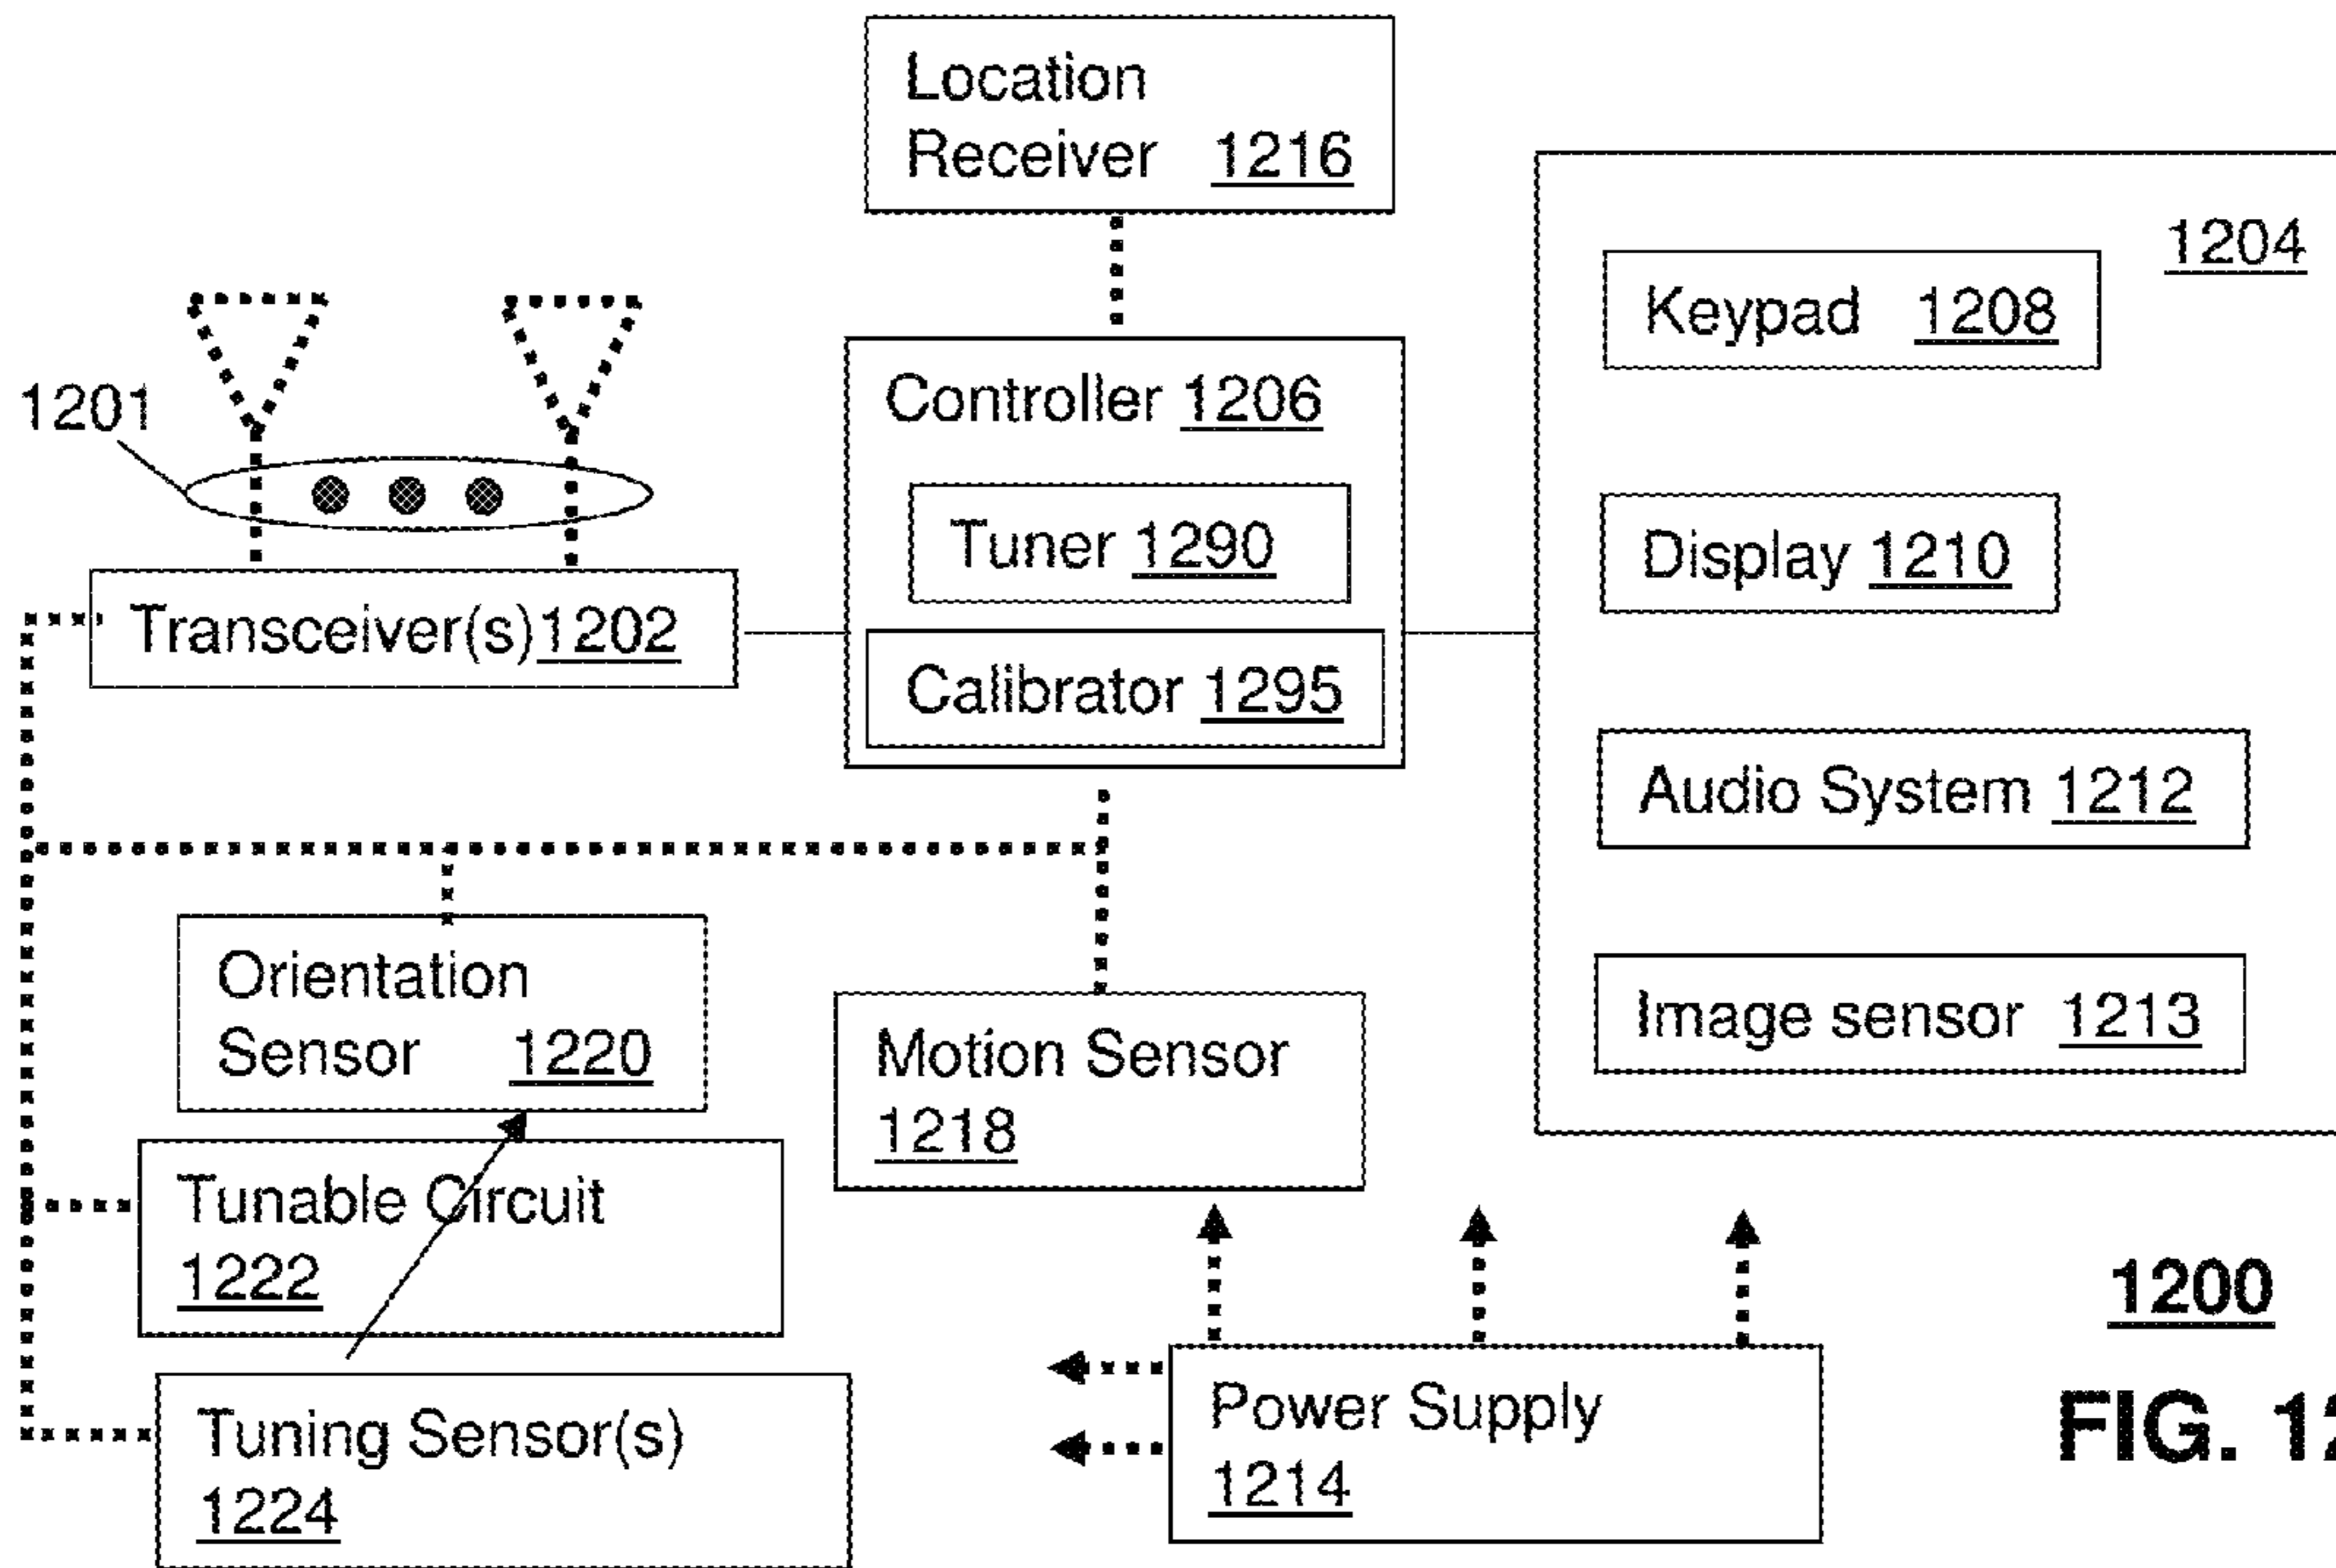 Location
Receiver 1216
1204
Keypad 1208
1201
Controller 1206
Tuner 1290
Display 1210
Transceiver(s)1202
Calibrator 1295
Audio System 1212
Orientation
Sensor 1220
Motion Sensor
1218
Image sensor 1213
Tunable Circuit
1222
1200
Tuning Sensor(s)
1224
Power Supply
1214
FIG. 12